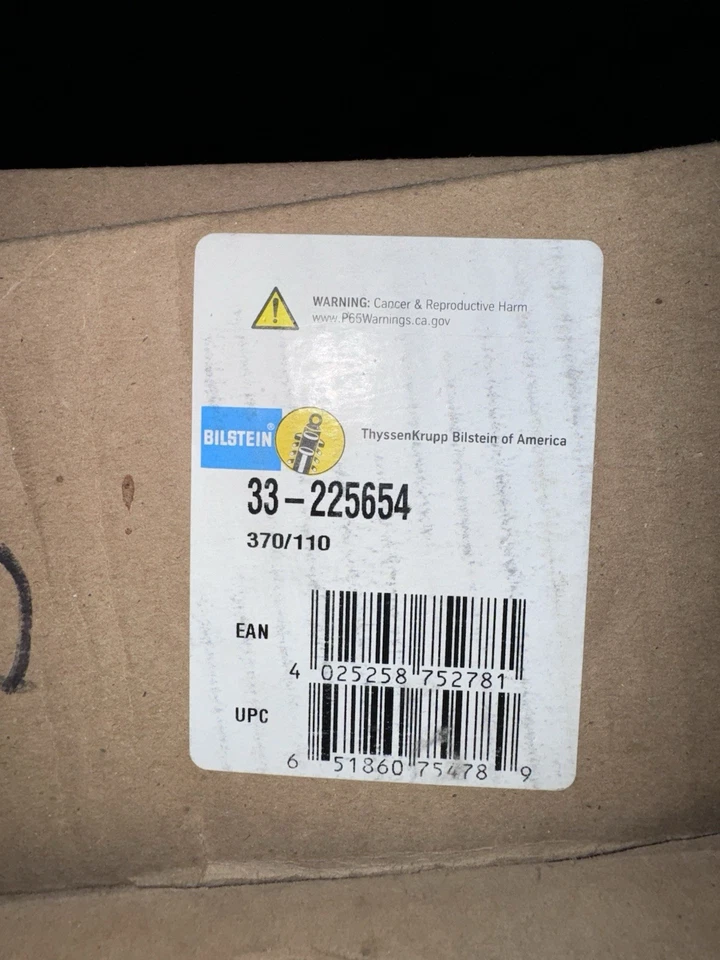 WARNING: Cancer & Reproductive Harm
www.P65Warnings.ca.gov
BILSTEIN®
ThyssenKrupp Bilstein of America
33-225654
370/110
EAN
4 025258 752781
UPC
6 51860 75478 9